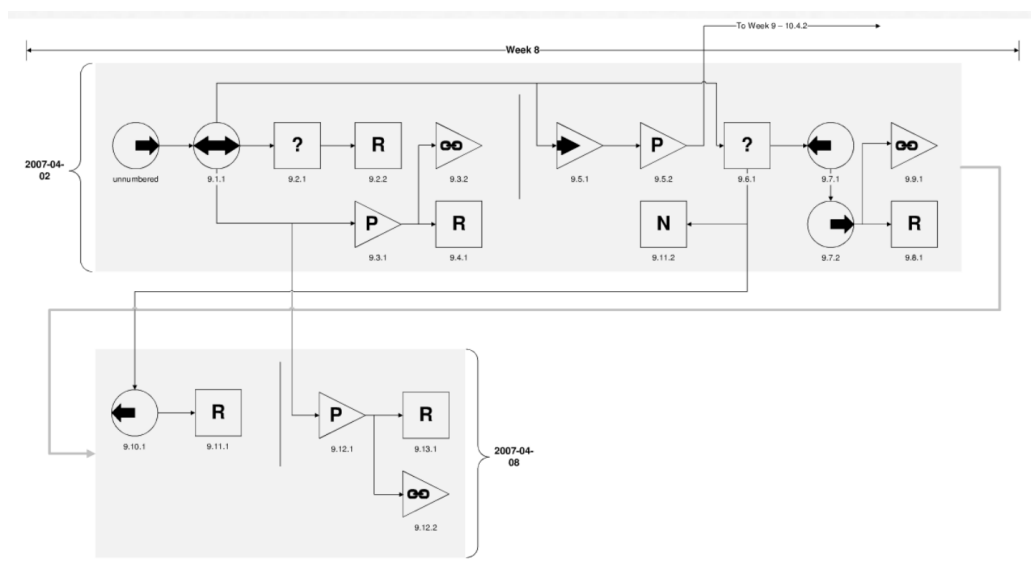 To Week 9 – 10.4.2
Week 8
2007-04-
02
unnumbered
9.1.1
?
9.2.1
R
9.2.2
9.3.2
9.5.1
P
9.5.2
?
9.6.1
9.7.1
9.9.1
P
9.3.1
R
9.4.1
N
9.11.2
9.7.2
R
9.8.1
9.10.1
R
9.11.1
P
9.12.1
R
9.13.1
9.12.2
2007-04-
08